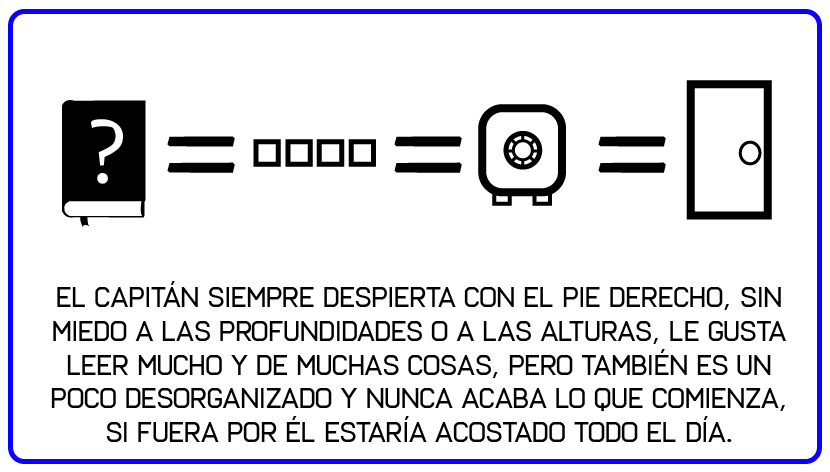 ?
EL CAPITÁN SIEMPRE DESPIERTA CON EL PIE DERECHO, SIN
MIEDO A LAS PROFUNDIDADES O A LAS ALTURAS, LE GUSTA
LEER MUCHO Y DE MUCHAS COSAS, PERO TAMBIÉN ES UN
POCO DESORGANIZADO Y NUNCA ACABA LO QUE COMIENZA,
SI FUERA POR ÉL ESTARÍA ACOSTADO TODO EL DÍA.